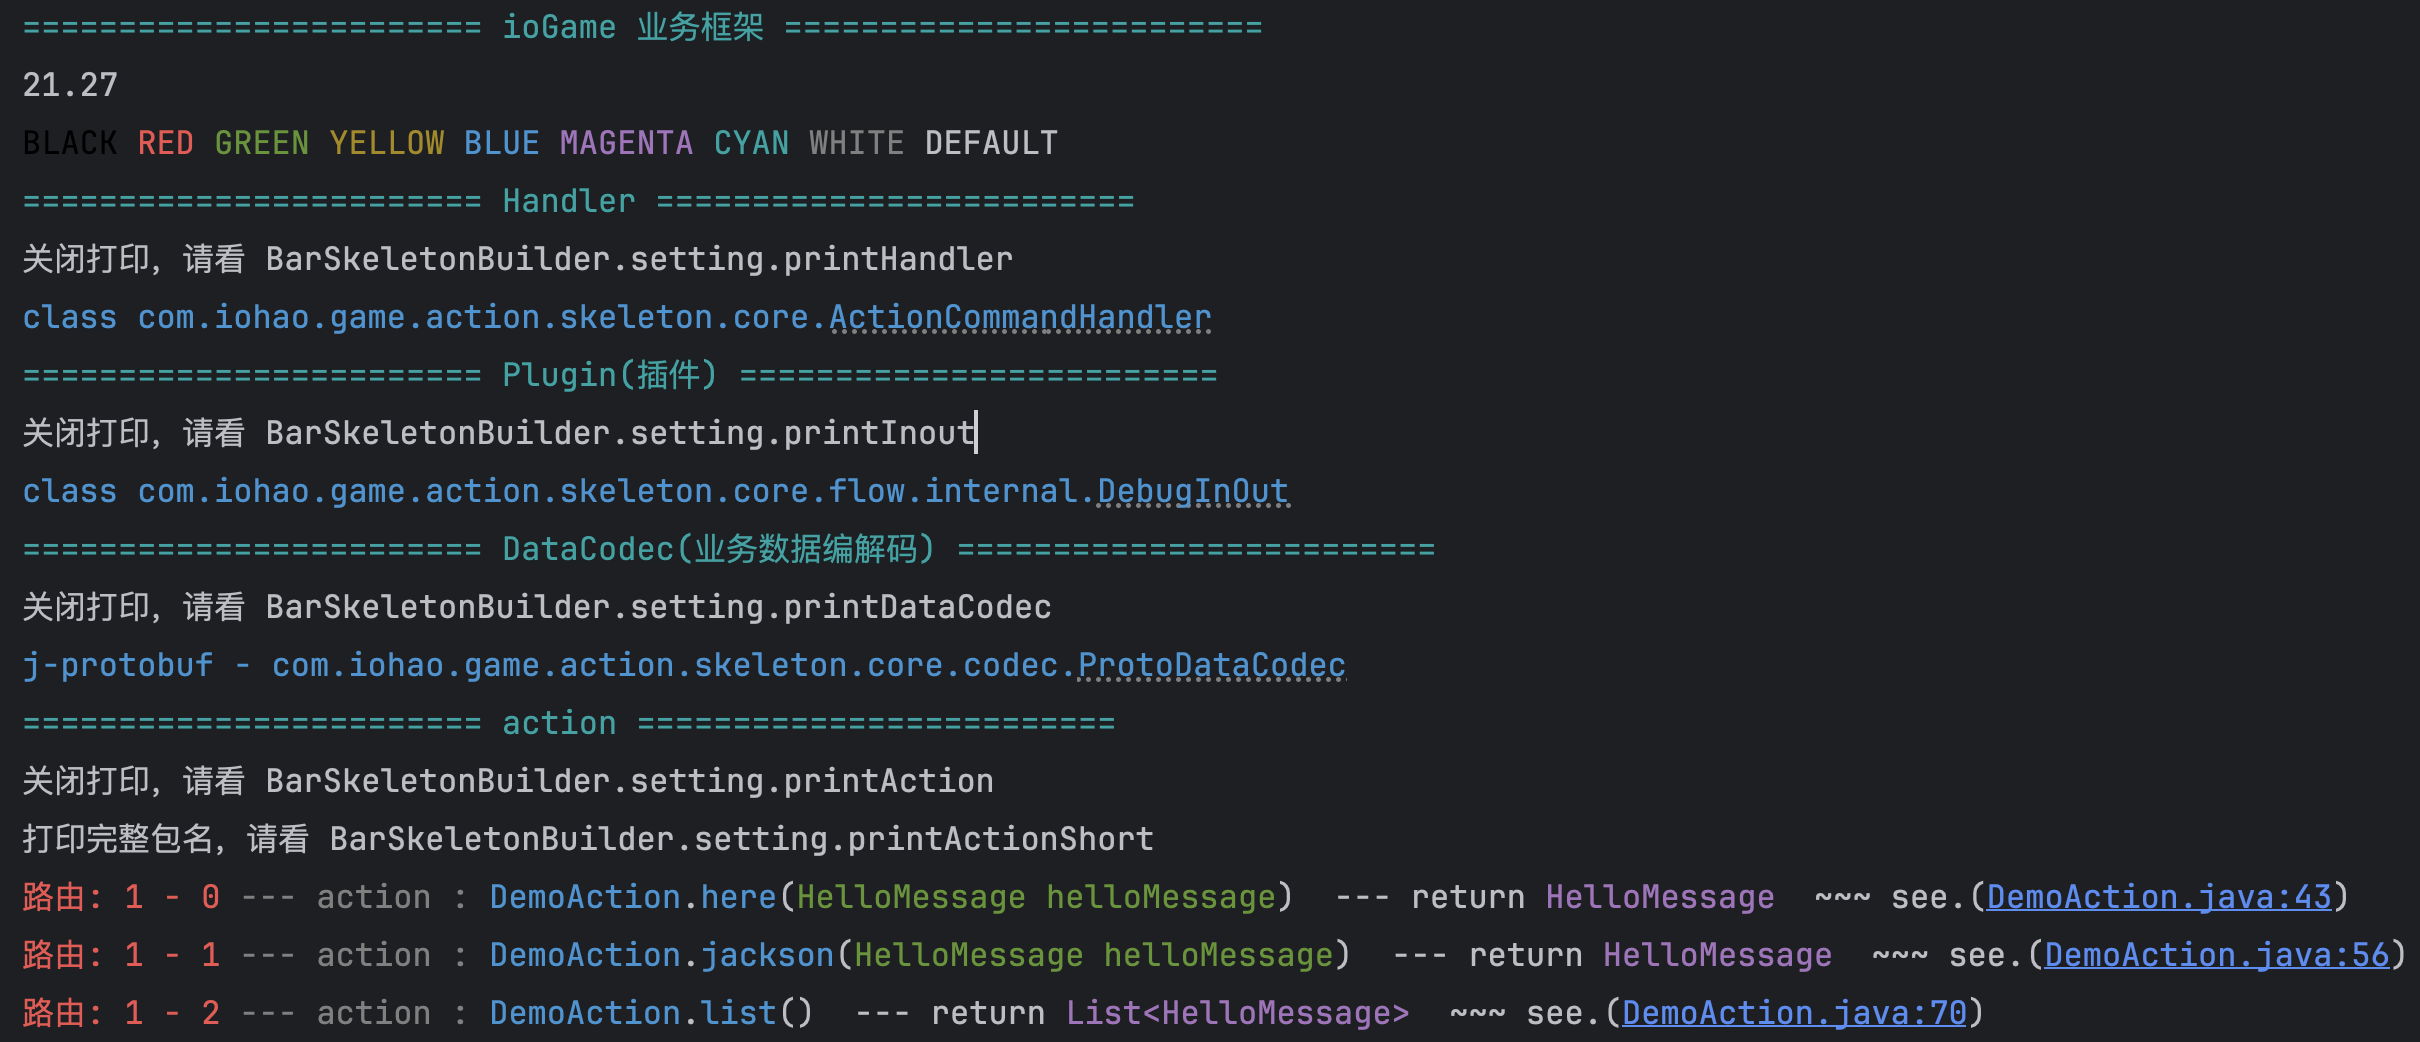 ======================== ioGame 业务框架 =========================
21.27
BLACK RED GREEN YELLOW BLUE MAGENTA CYAN WHITE DEFAULT
======================== Handler =========================
关闭打印，请看 BarSkeletonBuilder.setting.printHandler
class com.iohao.game.action.skeleton.core.ActionCommandHandler
======================== Plugin(插件) =========================
关闭打印，请看 BarSkeletonBuilder.setting.printInout
class com.iohao.game.action.skeleton.core.flow.internal.DebugInOut
======================== DataCodec(业务数据编解码) =========================
关闭打印，请看 BarSkeletonBuilder.setting.printDataCodec
j-protobuf - com.iohao.game.action.skeleton.core.codec.ProtoDataCodec
======================== action =========================
关闭打印，请看 BarSkeletonBuilder.setting.printAction
打印完整包名，请看 BarSkeletonBuilder.setting.printActionShort
路由: 1 - 0 --- action : DemoAction.here(HelloMessage helloMessage)  --- return HelloMessage  ~~~ see.(DemoAction.java:43)
路由: 1 - 1 --- action : DemoAction.jackson(HelloMessage helloMessage)  --- return HelloMessage  ~~~ see.(DemoAction.java:56)
路由: 1 - 2 --- action : DemoAction.list()  --- return List<HelloMessage>  ~~~ see.(DemoAction.java:70)